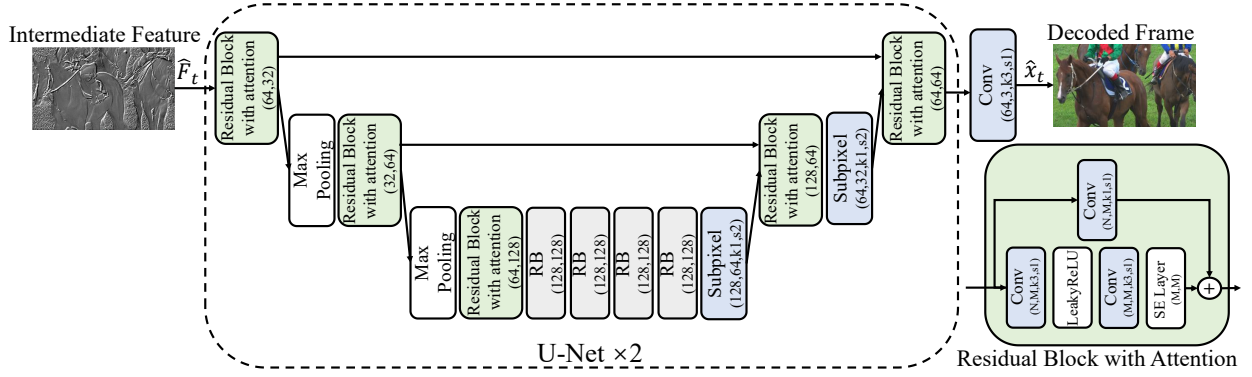 Intermediate Feature
F̂_t
Residual Block
with attention
(64,32)
Max
Pooling
Residual Block
with attention
(32,64)
Max
Pooling
Residual Block
with attention
(64,128)
RB
(128,128)
RB
(128,128)
RB
(128,128)
RB
(128,128)
Subpixel
(128,64,k1,s2)
Residual Block
with attention
(128,64)
Subpixel
(64,32,k1,s2)
Residual Block
with attention
(64,64)
U-Net ×2
Conv
(64,3,k3,s1)
x̂_t
Decoded Frame
Conv
(N,M,k1,s1)
Conv
(N,M,k3,s1)
LeakyReLU
Conv
(M,M,k3,s1)
SE Layer
(M,M)
+
Residual Block with Attention